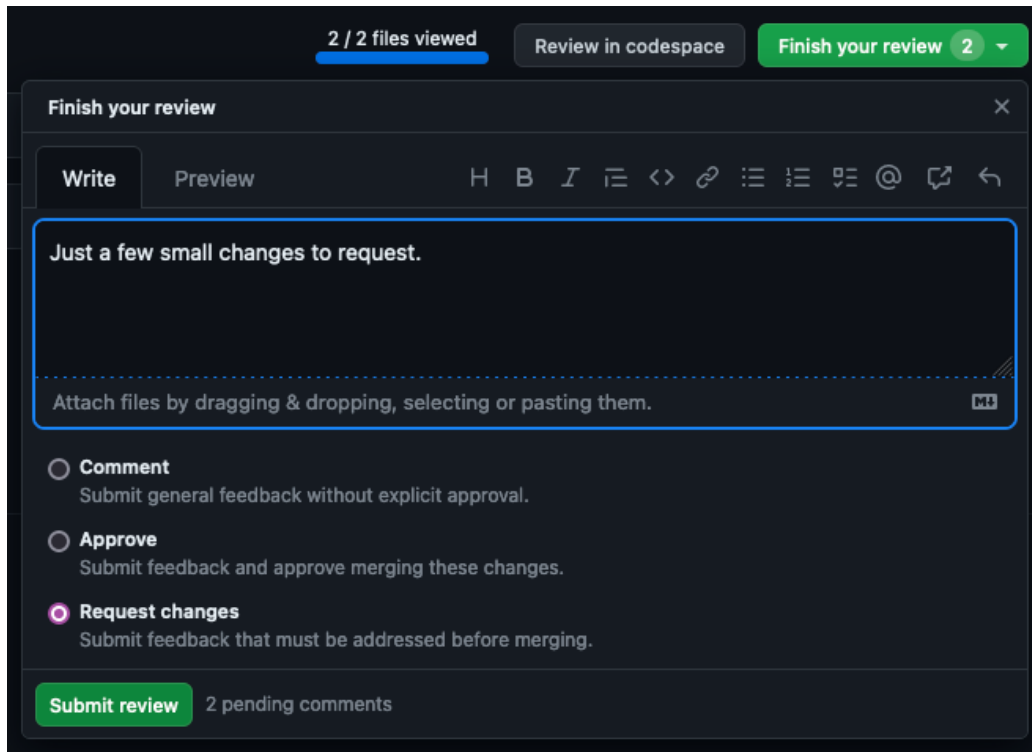 2 / 2 files viewed
Review in codespace
Finish your review 2
Finish your review
Write
Preview
H B I @
Just a few small changes to request.
Attach files by dragging & dropping, selecting or pasting them.
Comment
Submit general feedback without explicit approval.
Approve
Submit feedback and approve merging these changes.
Request changes
Submit feedback that must be addressed before merging.
Submit review
2 pending comments